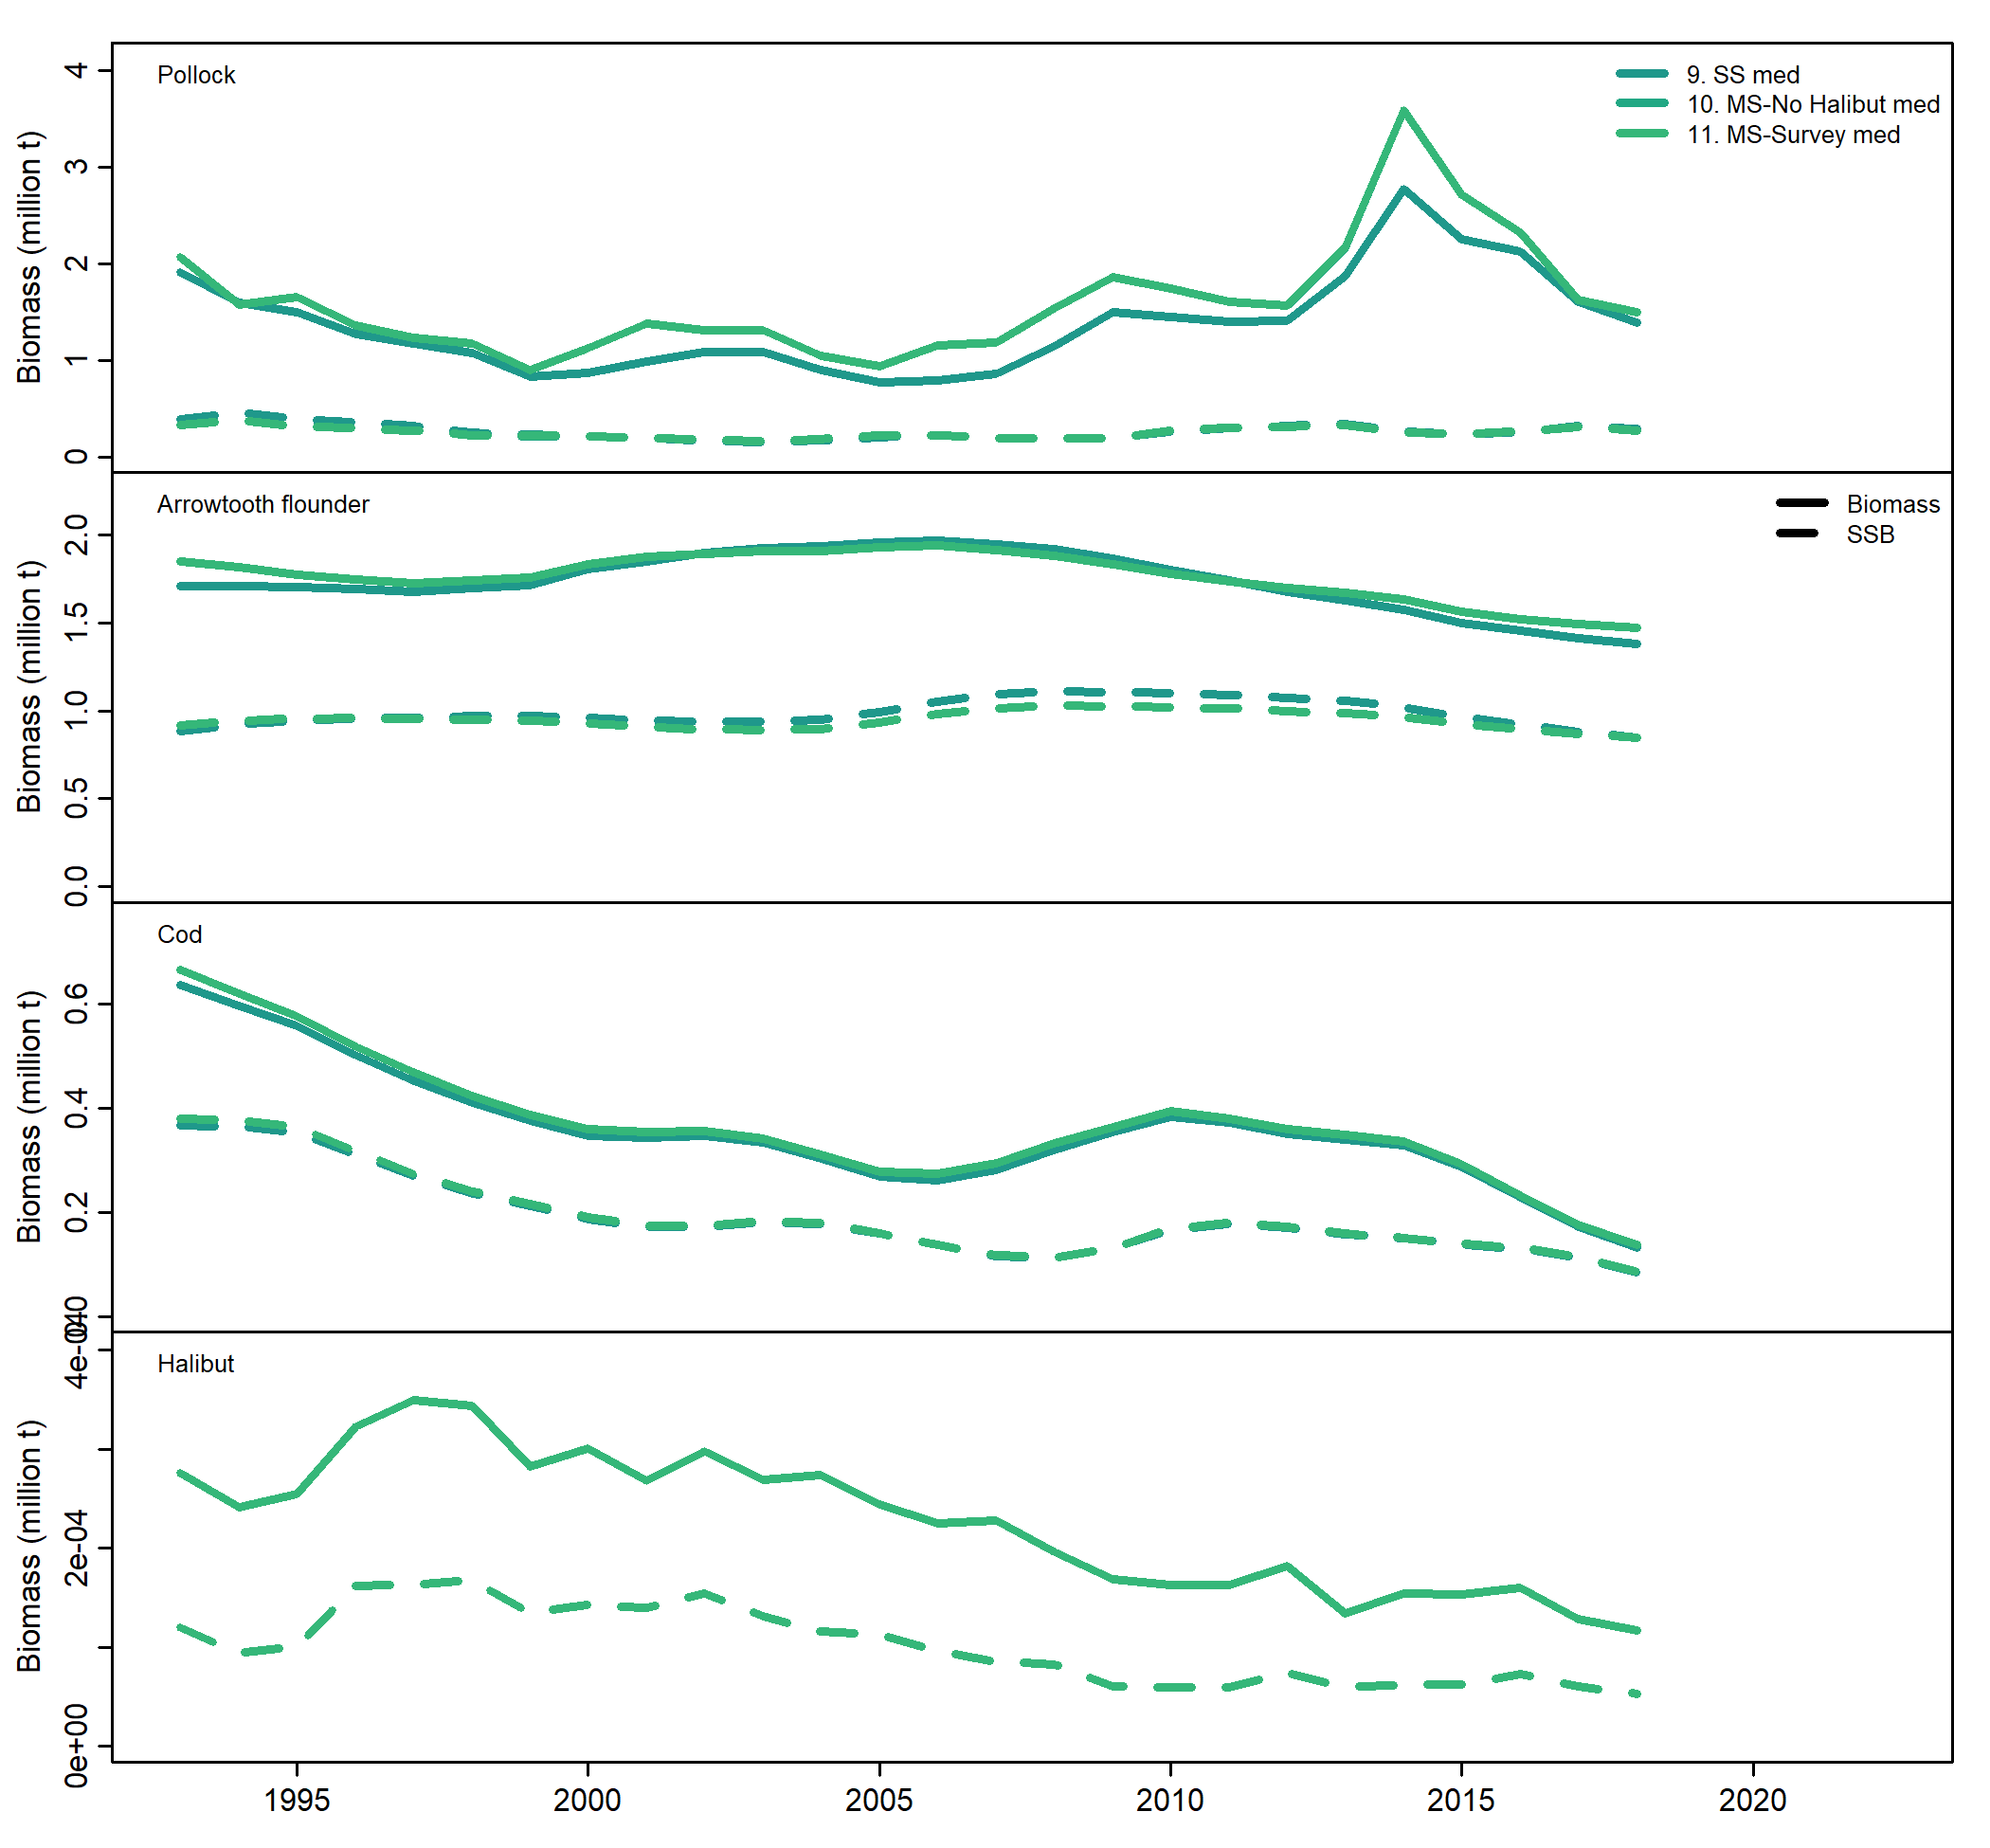 Pollock
9. SS med
10. MS-No Halibut med
11. MS-Survey med
Biomass (million t)
4
3
2
1
0
Arrowtooth flounder
Biomass
SSB
Biomass (million t)
2.0
1.5
1.0
0.5
0.0
Cod
Biomass (million t)
0.6
0.4
0.2
0.0
Halibut
Biomass (million t)
4e-04
2e-04
0e+00
1995
2000
2005
2010
2015
2020